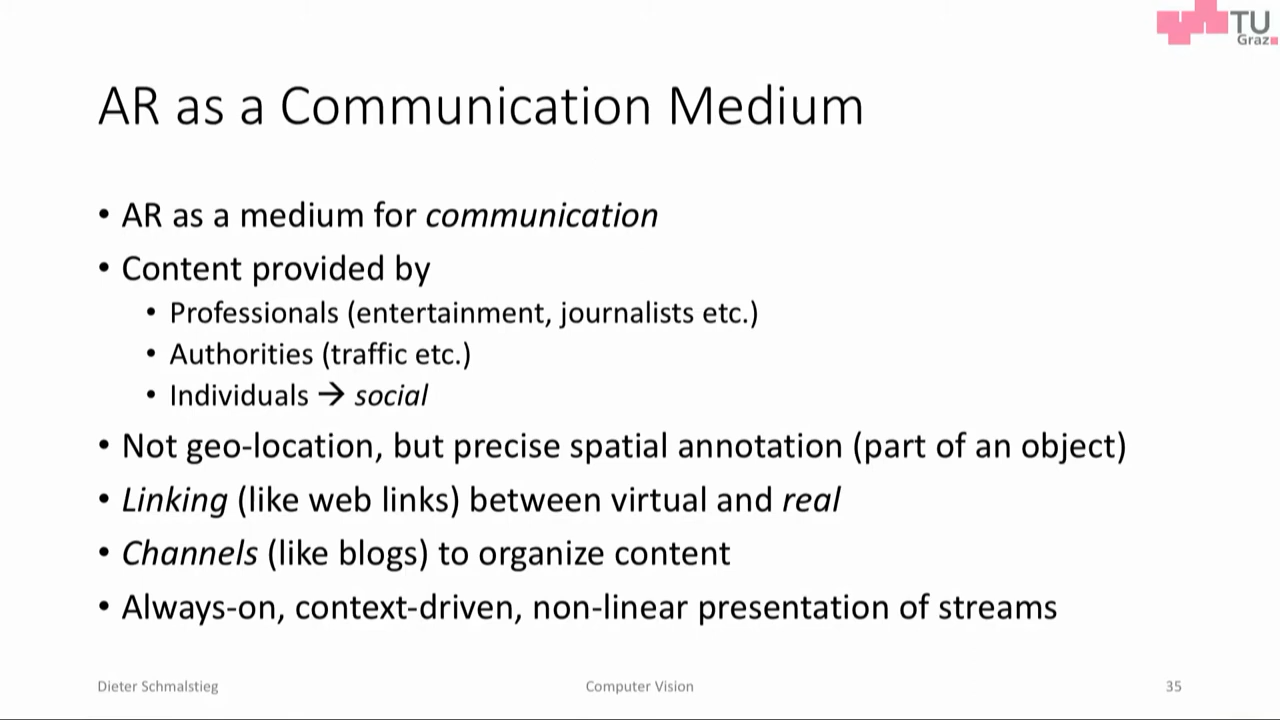 TU
Graz
AR as a Communication Medium
• AR as a medium for communication
• Content provided by
• Professionals (entertainment, journalists etc.)
• Authorities (traffic etc.)
• Individuals → social
• Not geo-location, but precise spatial annotation (part of an object)
• Linking (like web links) between virtual and real
• Channels (like blogs) to organize content
• Always-on, context-driven, non-linear presentation of streams
Dieter Schmalstieg
Computer Vision
35